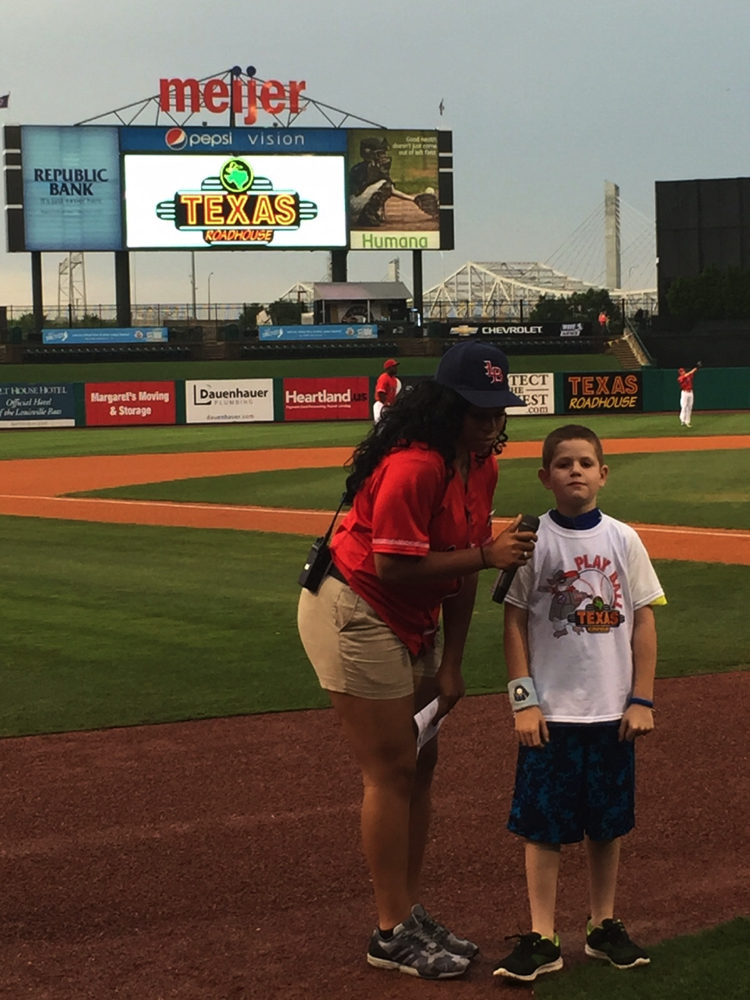 meijer
pepsi vision
REPUBLIC
BANK
It's just easier here.
TEXAS
ROADHOUSE
Good health
doesn't just come
out of left field.
Humana
CHEVROLET
LT HOUSE HOTEL
Official Hotel
of the Louisville Bats
Margaret's Moving
& Storage
Dauenhauer
PLUMBING
dauenhauer.com
Heartland.us
TECT
THE
EST
.com
TEXAS
ROADHOUSE
LB
PLAY BALL
TEXAS